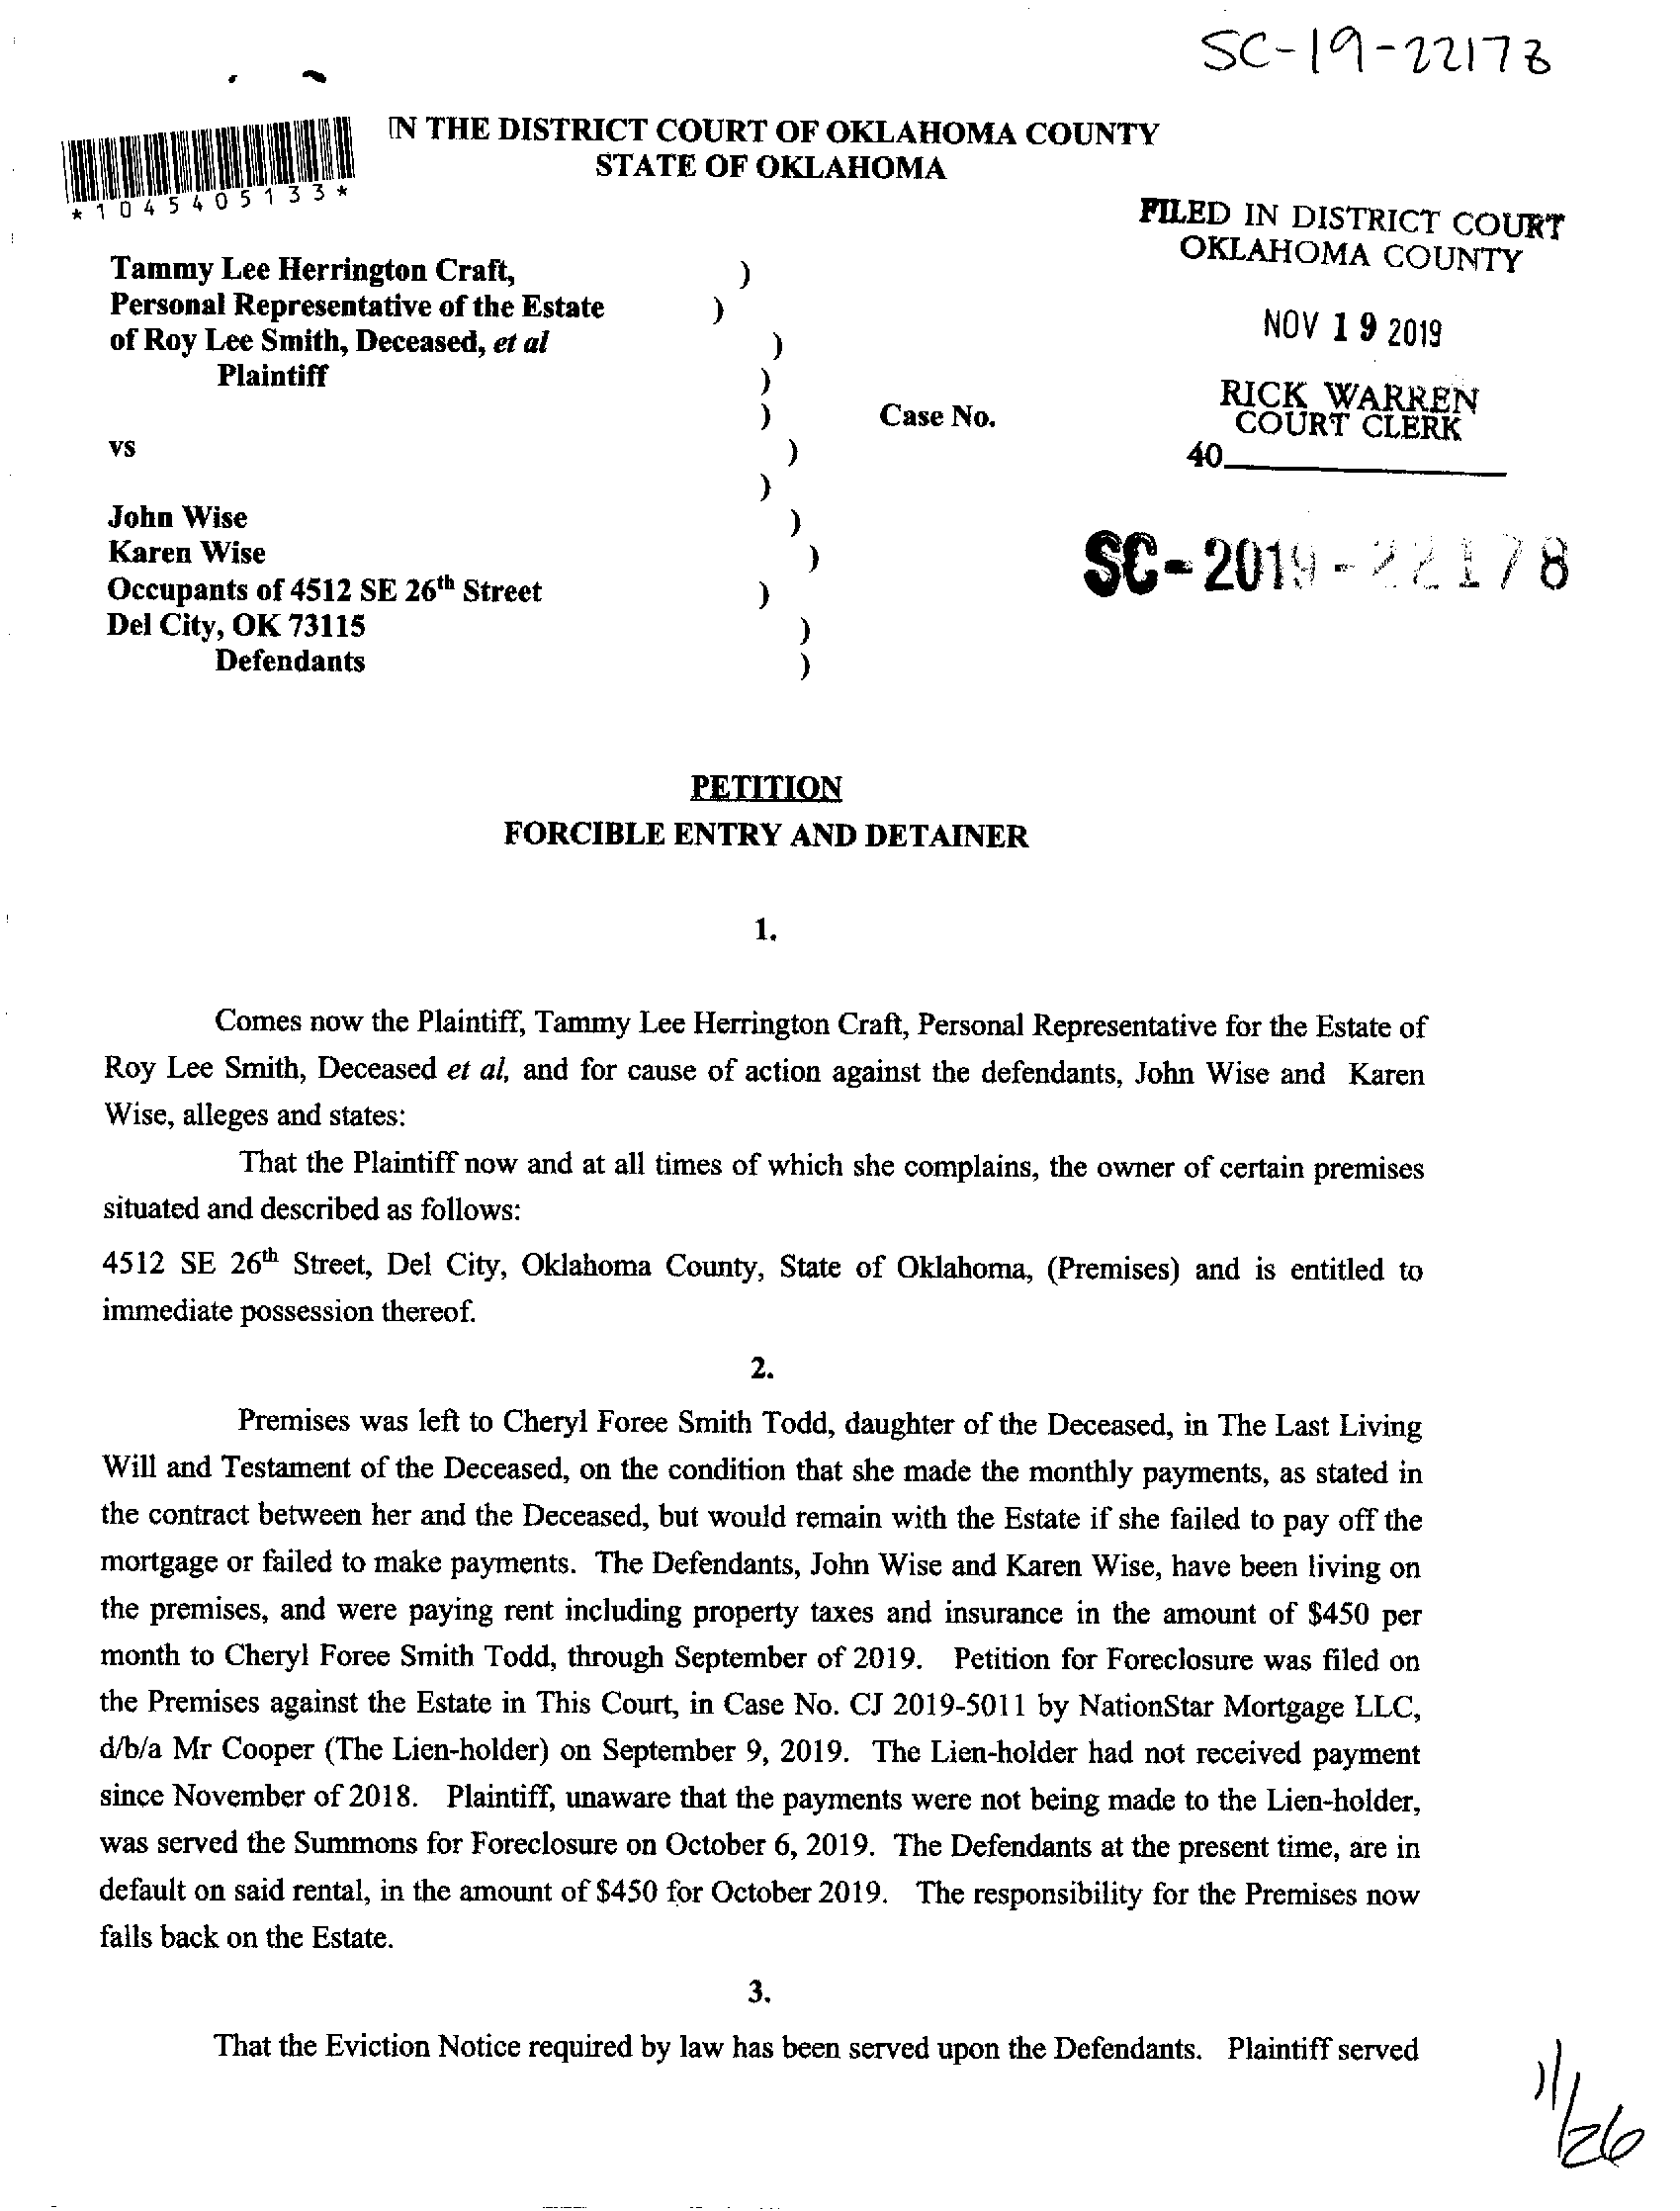 SC-19-22178
IN THE DISTRICT COURT OF OKLAHOMA COUNTY
STATE OF OKLAHOMA
*1045405133*
FILED IN DISTRICT COURT
OKLAHOMA COUNTY
NOV 19 2019
RICK WARREN
COURT CLERK
40
Tammy Lee Herrington Craft, )
Personal Representative of the Estate )
of Roy Lee Smith, Deceased, et al )
Plaintiff )
) Case No.
vs )
)
John Wise )
Karen Wise )
Occupants of 4512 SE 26th Street )
Del City, OK 73115 )
Defendants )
SC-2019-22178
PETITION
FORCIBLE ENTRY AND DETAINER
1.
Comes now the Plaintiff, Tammy Lee Herrington Craft, Personal Representative for the Estate of
Roy Lee Smith, Deceased et al, and for cause of action against the defendants, John Wise and Karen
Wise, alleges and states:
That the Plaintiff now and at all times of which she complains, the owner of certain premises
situated and described as follows:
4512 SE 26th Street, Del City, Oklahoma County, State of Oklahoma, (Premises) and is entitled to
immediate possession thereof.
2.
Premises was left to Cheryl Foree Smith Todd, daughter of the Deceased, in The Last Living
Will and Testament of the Deceased, on the condition that she made the monthly payments, as stated in
the contract between her and the Deceased, but would remain with the Estate if she failed to pay off the
mortgage or failed to make payments. The Defendants, John Wise and Karen Wise, have been living on
the premises, and were paying rent including property taxes and insurance in the amount of $450 per
month to Cheryl Foree Smith Todd, through September of 2019. Petition for Foreclosure was filed on
the Premises against the Estate in This Court, in Case No. CJ 2019-5011 by NationStar Mortgage LLC,
d/b/a Mr Cooper (The Lien-holder) on September 9, 2019. The Lien-holder had not received payment
since November of 2018. Plaintiff, unaware that the payments were not being made to the Lien-holder,
was served the Summons for Foreclosure on October 6, 2019. The Defendants at the present time, are in
default on said rental, in the amount of $450 for October 2019. The responsibility for the Premises now
falls back on the Estate.
3.
That the Eviction Notice required by law has been served upon the Defendants. Plaintiff served
11/26